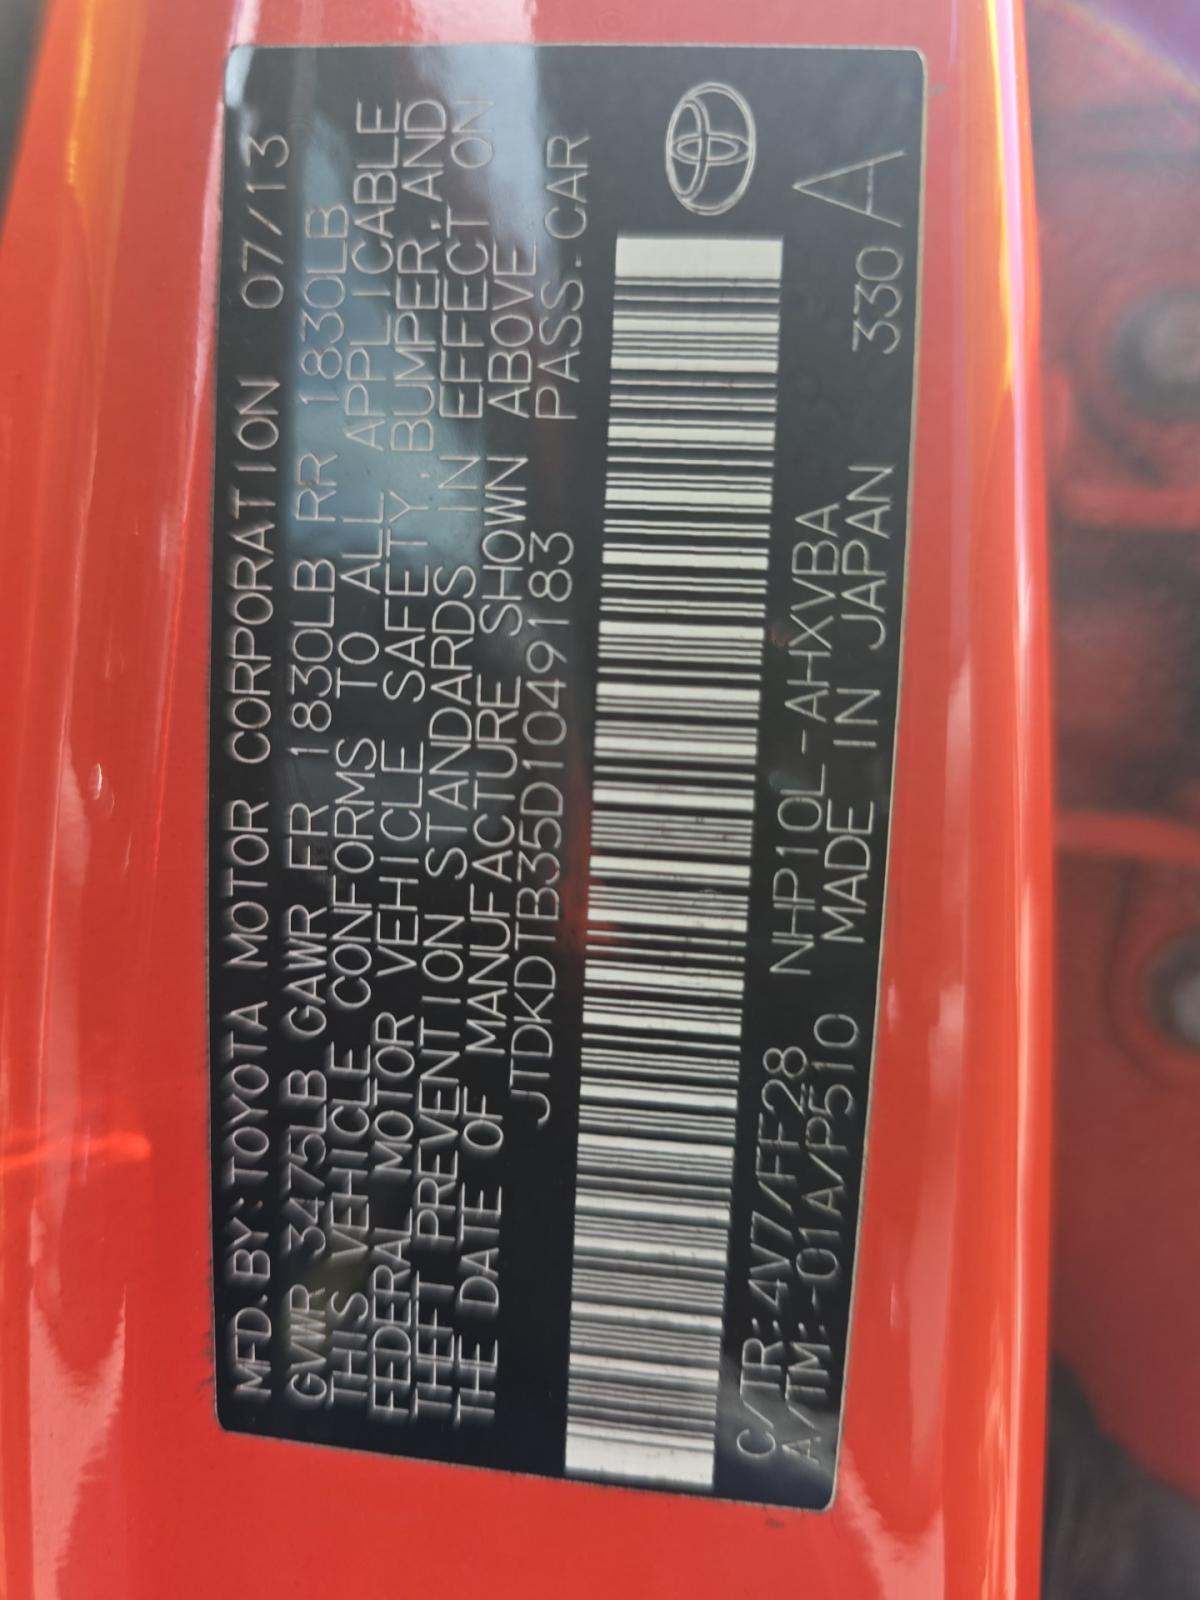 MFD.BY:TOYOTA MOTOR CORPORATION 07/13
GVWR 3475LB GAWR FR 1830LB RR 1830LB
THIS VEHICLE CONFORMS TO ALL APPLICABLE
FEDERAL MOTOR VEHICLE SAFETY,BUMPER,AND
THEFT PREVENTION STANDARDS IN EFFECT ON
THE DATE OF MANUFACTURE SHOWN ABOVE
JTDKDTB35D1049183 PASS.CAR
C/TR:4V7/FF28 NHP10L-AHXVBA 330A
A/TM:-01A/P510 MADE IN JAPAN